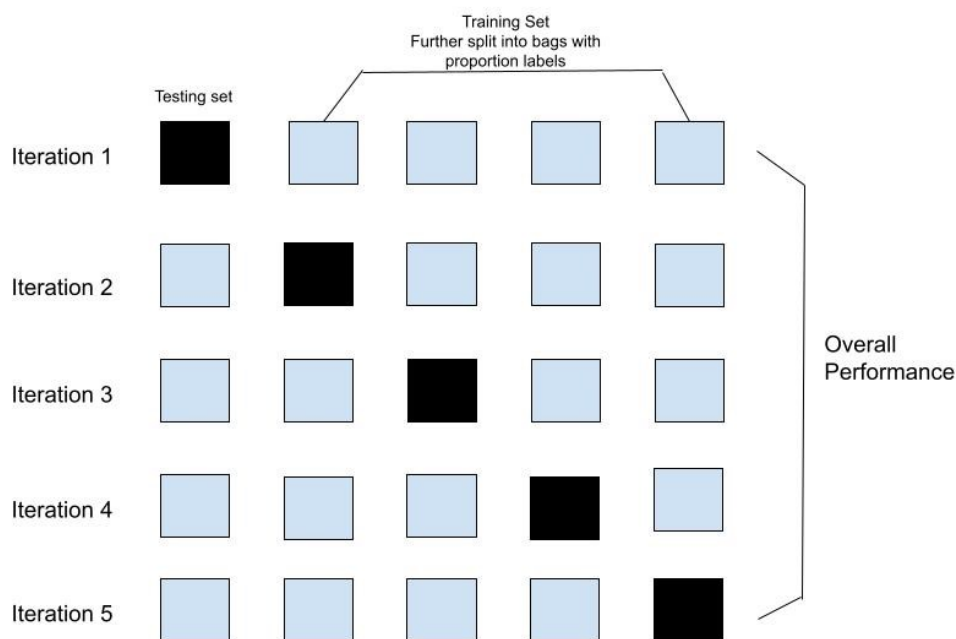 Training Set
Further split into bags with
proportion labels
Testing set
Iteration 1
Iteration 2
Iteration 3
Overall
Performance
Iteration 4
Iteration 5